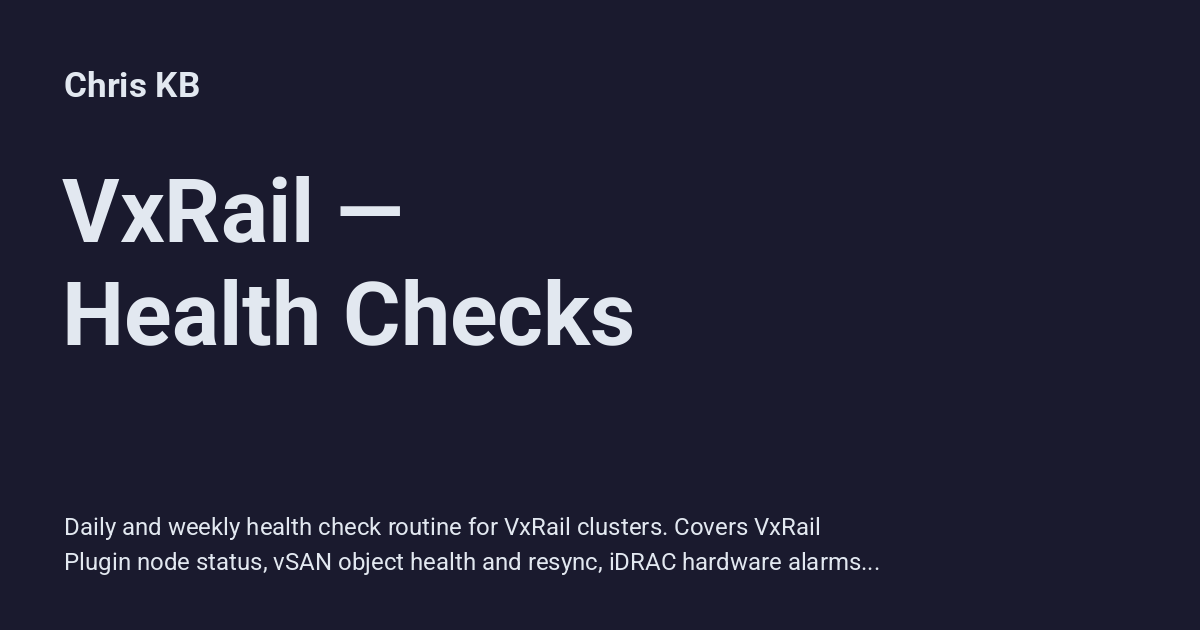 Chris KB
VxRail —
Health Checks
Daily and weekly health check routine for VxRail clusters. Covers VxRail
Plugin node status, vSAN object health and resync, iDRAC hardware alarms...